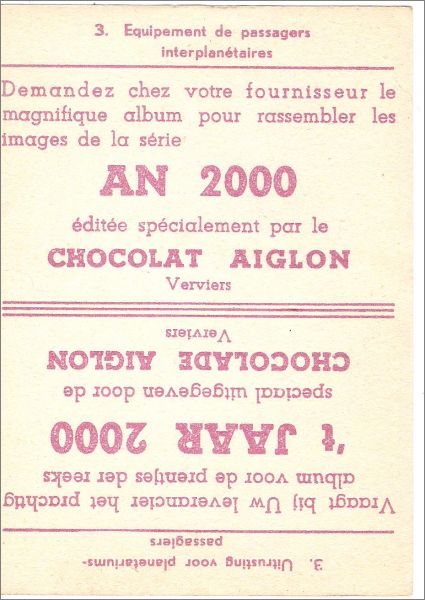 3. Equipement de passagers
interplanétaires
Demandez chez votre fournisseur le
magnifique album pour rassembler les
images de la série
AN 2000
éditée spécialement par le
CHOCOLAT AIGLON
Verviers
3. Uitrusting voor planetariums-
passagiers
Vraagt bij Uw leverancier het prachtig
album voor de prentjes der reeks
't JAAR 2000
speciaal uitgegeven door de
CHOCOLADE AIGLON
Verviers